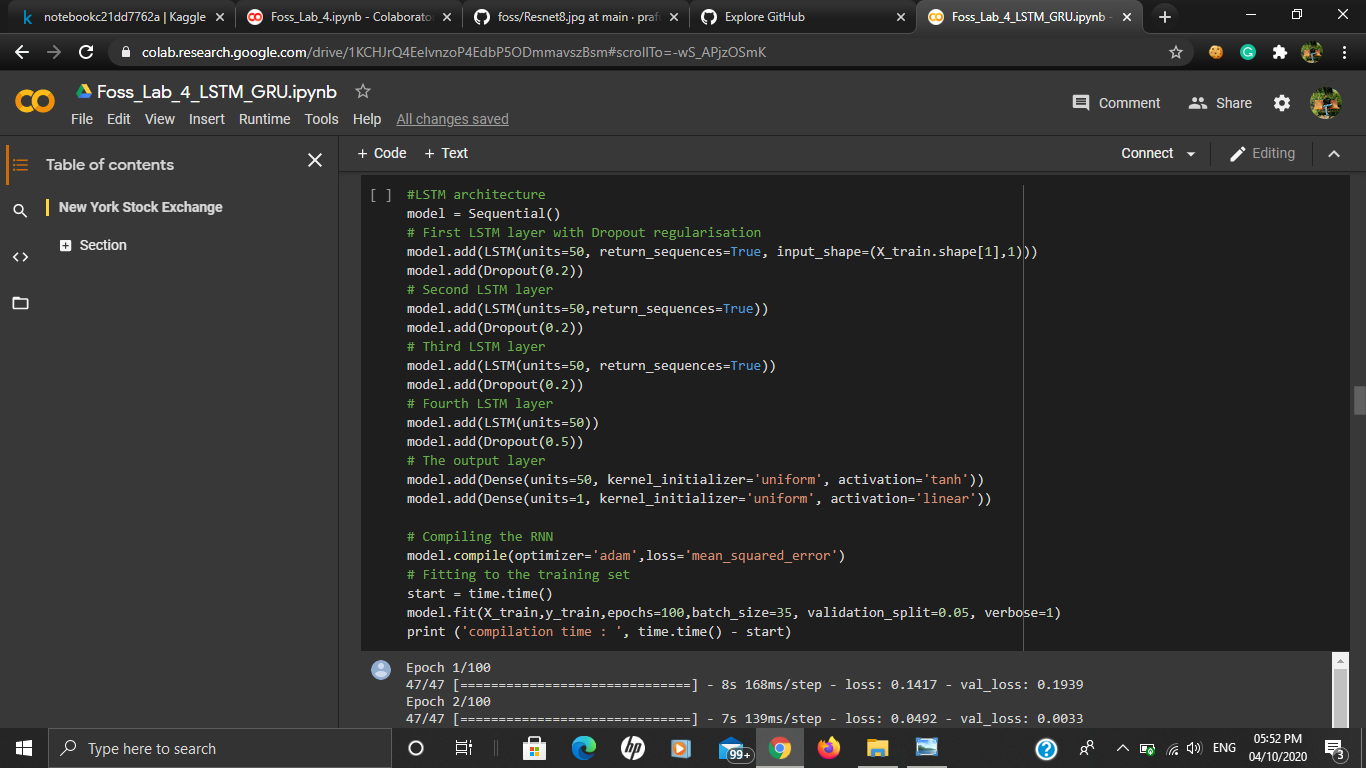 notebookc21dd7762a | Kaggle
Foss_Lab_4.ipynb - Colaborato
foss/Resnet8.jpg at main · praf
Explore GitHub
Foss_Lab_4_LSTM_GRU.ipynb -
colab.research.google.com/drive/1KCHJrQ4EelvnzoP4EdbP5ODmmavszBsm#scrollTo=-wS_APjzOSmK
Foss_Lab_4_LSTM_GRU.ipynb
File Edit View Insert Runtime Tools Help All changes saved
Comment
Share
Table of contents
New York Stock Exchange
Section
+ Code + Text
Connect
Editing
[ ]
#LSTM architecture
model = Sequential()
# First LSTM layer with Dropout regularisation
model.add(LSTM(units=50, return_sequences=True, input_shape=(X_train.shape[1],1)))
model.add(Dropout(0.2))
# Second LSTM layer
model.add(LSTM(units=50,return_sequences=True))
model.add(Dropout(0.2))
# Third LSTM layer
model.add(LSTM(units=50, return_sequences=True))
model.add(Dropout(0.2))
# Fourth LSTM layer
model.add(LSTM(units=50))
model.add(Dropout(0.5))
# The output layer
model.add(Dense(units=50, kernel_initializer='uniform', activation='tanh'))
model.add(Dense(units=1, kernel_initializer='uniform', activation='linear'))
# Compiling the RNN
model.compile(optimizer='adam',loss='mean_squared_error')
# Fitting to the training set
start = time.time()
model.fit(X_train,y_train,epochs=100,batch_size=35, validation_split=0.05, verbose=1)
print ('compilation time : ', time.time() - start)
Epoch 1/100
47/47 [==============================] - 8s 168ms/step - loss: 0.1417 - val_loss: 0.1939
Epoch 2/100
47/47 [==============================] - 7s 139ms/step - loss: 0.0492 - val_loss: 0.0033
Type here to search
99+
ENG
05:52 PM
04/10/2020
3